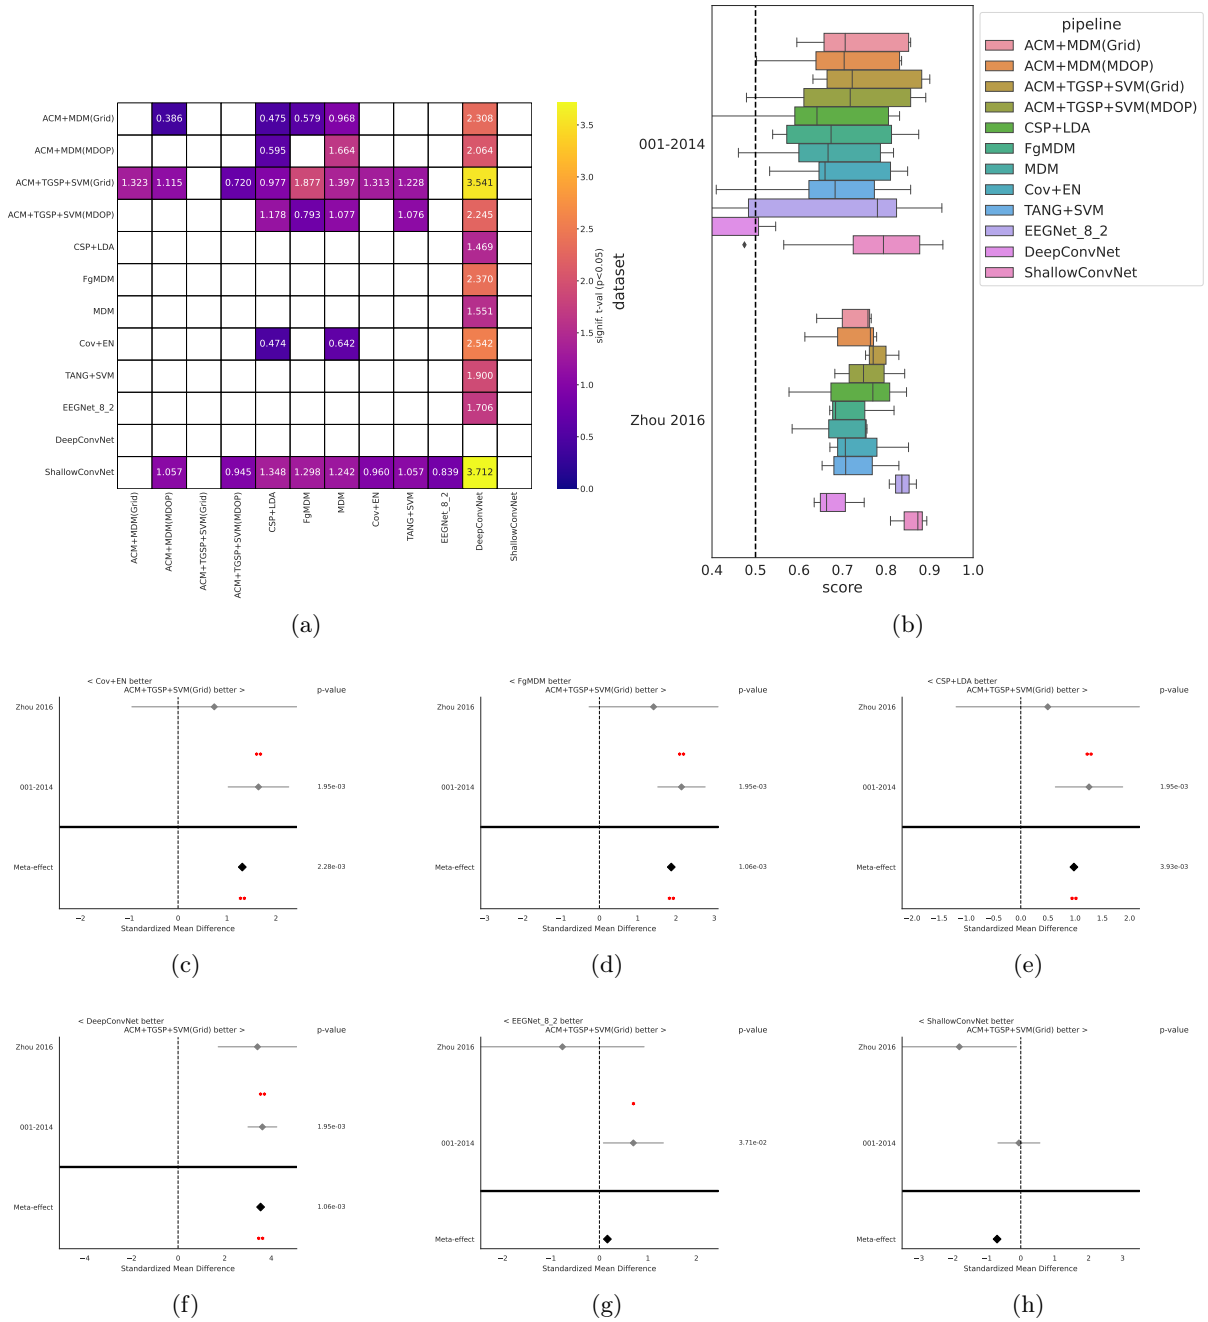 ACM+MDM(Grid) 0.386 0.475 0.579 0.968 2.308
ACM+MDM(MDOP) 0.595 1.664 2.064
ACM+TGSP+SVM(Grid) 1.323 1.115 0.720 0.977 1.877 1.397 1.313 1.228 3.541
ACM+TGSP+SVM(MDOP) 1.178 0.793 1.077 1.076 2.245
CSP+LDA 1.469
FgMDM 2.370
MDM 1.551
Cov+EN 0.474 0.642 2.542
TANG+SVM 1.900
EEGNet_8_2 1.706
DeepConvNet
ShallowConvNet 1.057 0.945 1.348 1.298 1.242 0.960 1.057 0.839 3.712
ACM+MDM(Grid)
ACM+MDM(MDOP)
ACM+TGSP+SVM(Grid)
ACM+TGSP+SVM(MDOP)
CSP+LDA
FgMDM
MDM
Cov+EN
TANG+SVM
EEGNet_8_2
DeepConvNet
ShallowConvNet
3.5
3.0
2.5
2.0
1.5
1.0
0.5
0.0
signif. t-val (p<0.05)
(a)
dataset
001-2014
Zhou 2016
0.4 0.5 0.6 0.7 0.8 0.9 1.0
score
pipeline
ACM+MDM(Grid)
ACM+MDM(MDOP)
ACM+TGSP+SVM(Grid)
ACM+TGSP+SVM(MDOP)
CSP+LDA
FgMDM
MDM
Cov+EN
TANG+SVM
EEGNet_8_2
DeepConvNet
ShallowConvNet
(b)
< Cov+EN better
ACM+TGSP+SVM(Grid) better > p-value
Zhou 2016
001-2014 1.95e-03
Meta-effect 2.28e-03
−2 −1 0 1 2
Standardized Mean Difference
(c)
< FgMDM better
ACM+TGSP+SVM(Grid) better > p-value
Zhou 2016
001-2014 1.95e-03
Meta-effect 1.06e-03
−3 −2 −1 0 1 2 3
Standardized Mean Difference
(d)
< CSP+LDA better
ACM+TGSP+SVM(Grid) better > p-value
Zhou 2016
001-2014 1.95e-03
Meta-effect 3.93e-03
−2.0 −1.5 −1.0 −0.5 0.0 0.5 1.0 1.5 2.0
Standardized Mean Difference
(e)
< DeepConvNet better
ACM+TGSP+SVM(Grid) better > p-value
Zhou 2016
001-2014 1.95e-03
Meta-effect 1.06e-03
−4 −2 0 2 4
Standardized Mean Difference
(f)
< EEGNet_8_2 better
ACM+TGSP+SVM(Grid) better > p-value
Zhou 2016
001-2014 3.71e-02
Meta-effect
−2 −1 0 1 2
Standardized Mean Difference
(g)
< ShallowConvNet better
ACM+TGSP+SVM(Grid) better > p-value
Zhou 2016
001-2014
Meta-effect
−3 −2 −1 0 1 2 3
Standardized Mean Difference
(h)